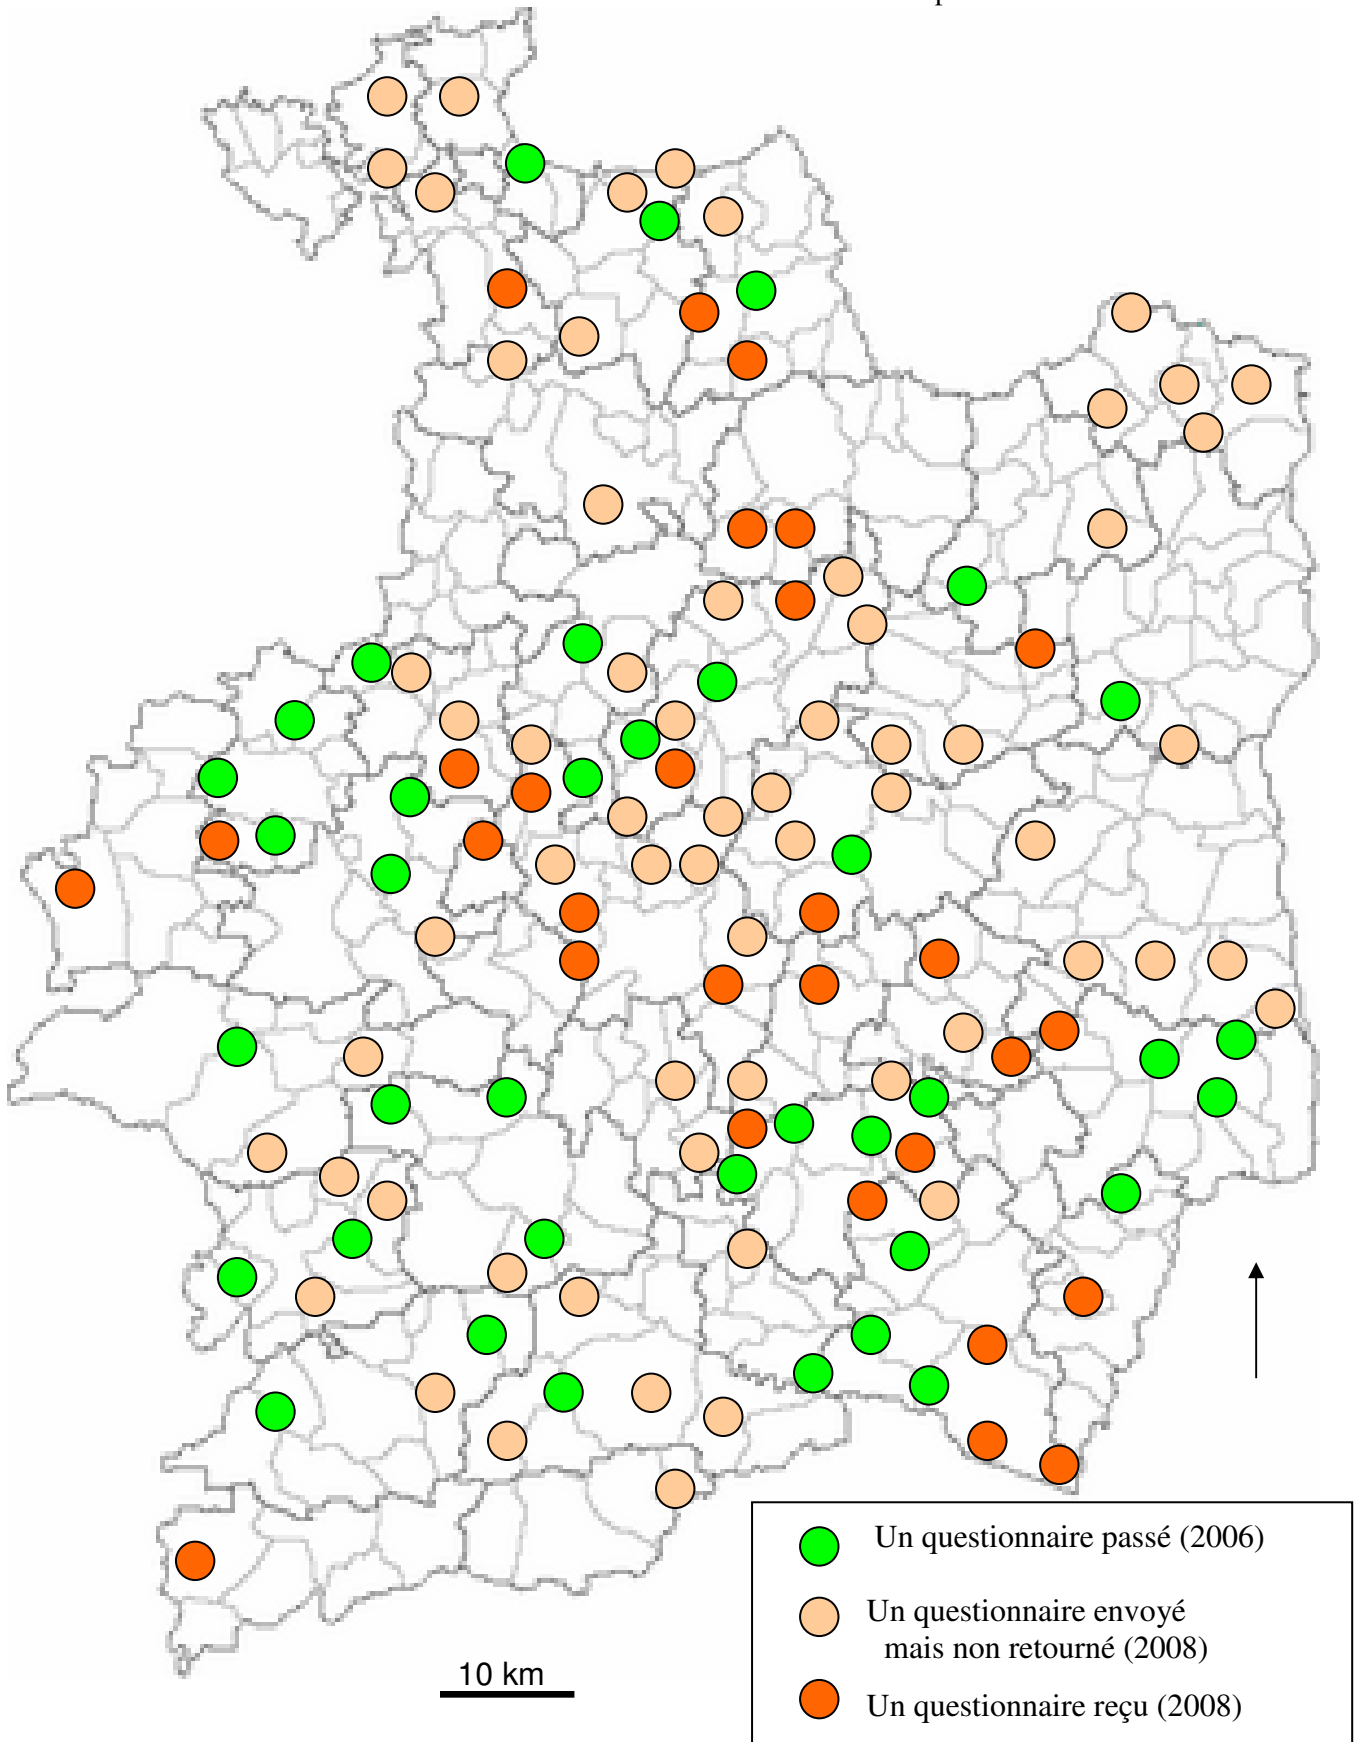 10 km
Un questionnaire passé (2006)
Un questionnaire envoyé
mais non retourné (2008)
Un questionnaire reçu (2008)